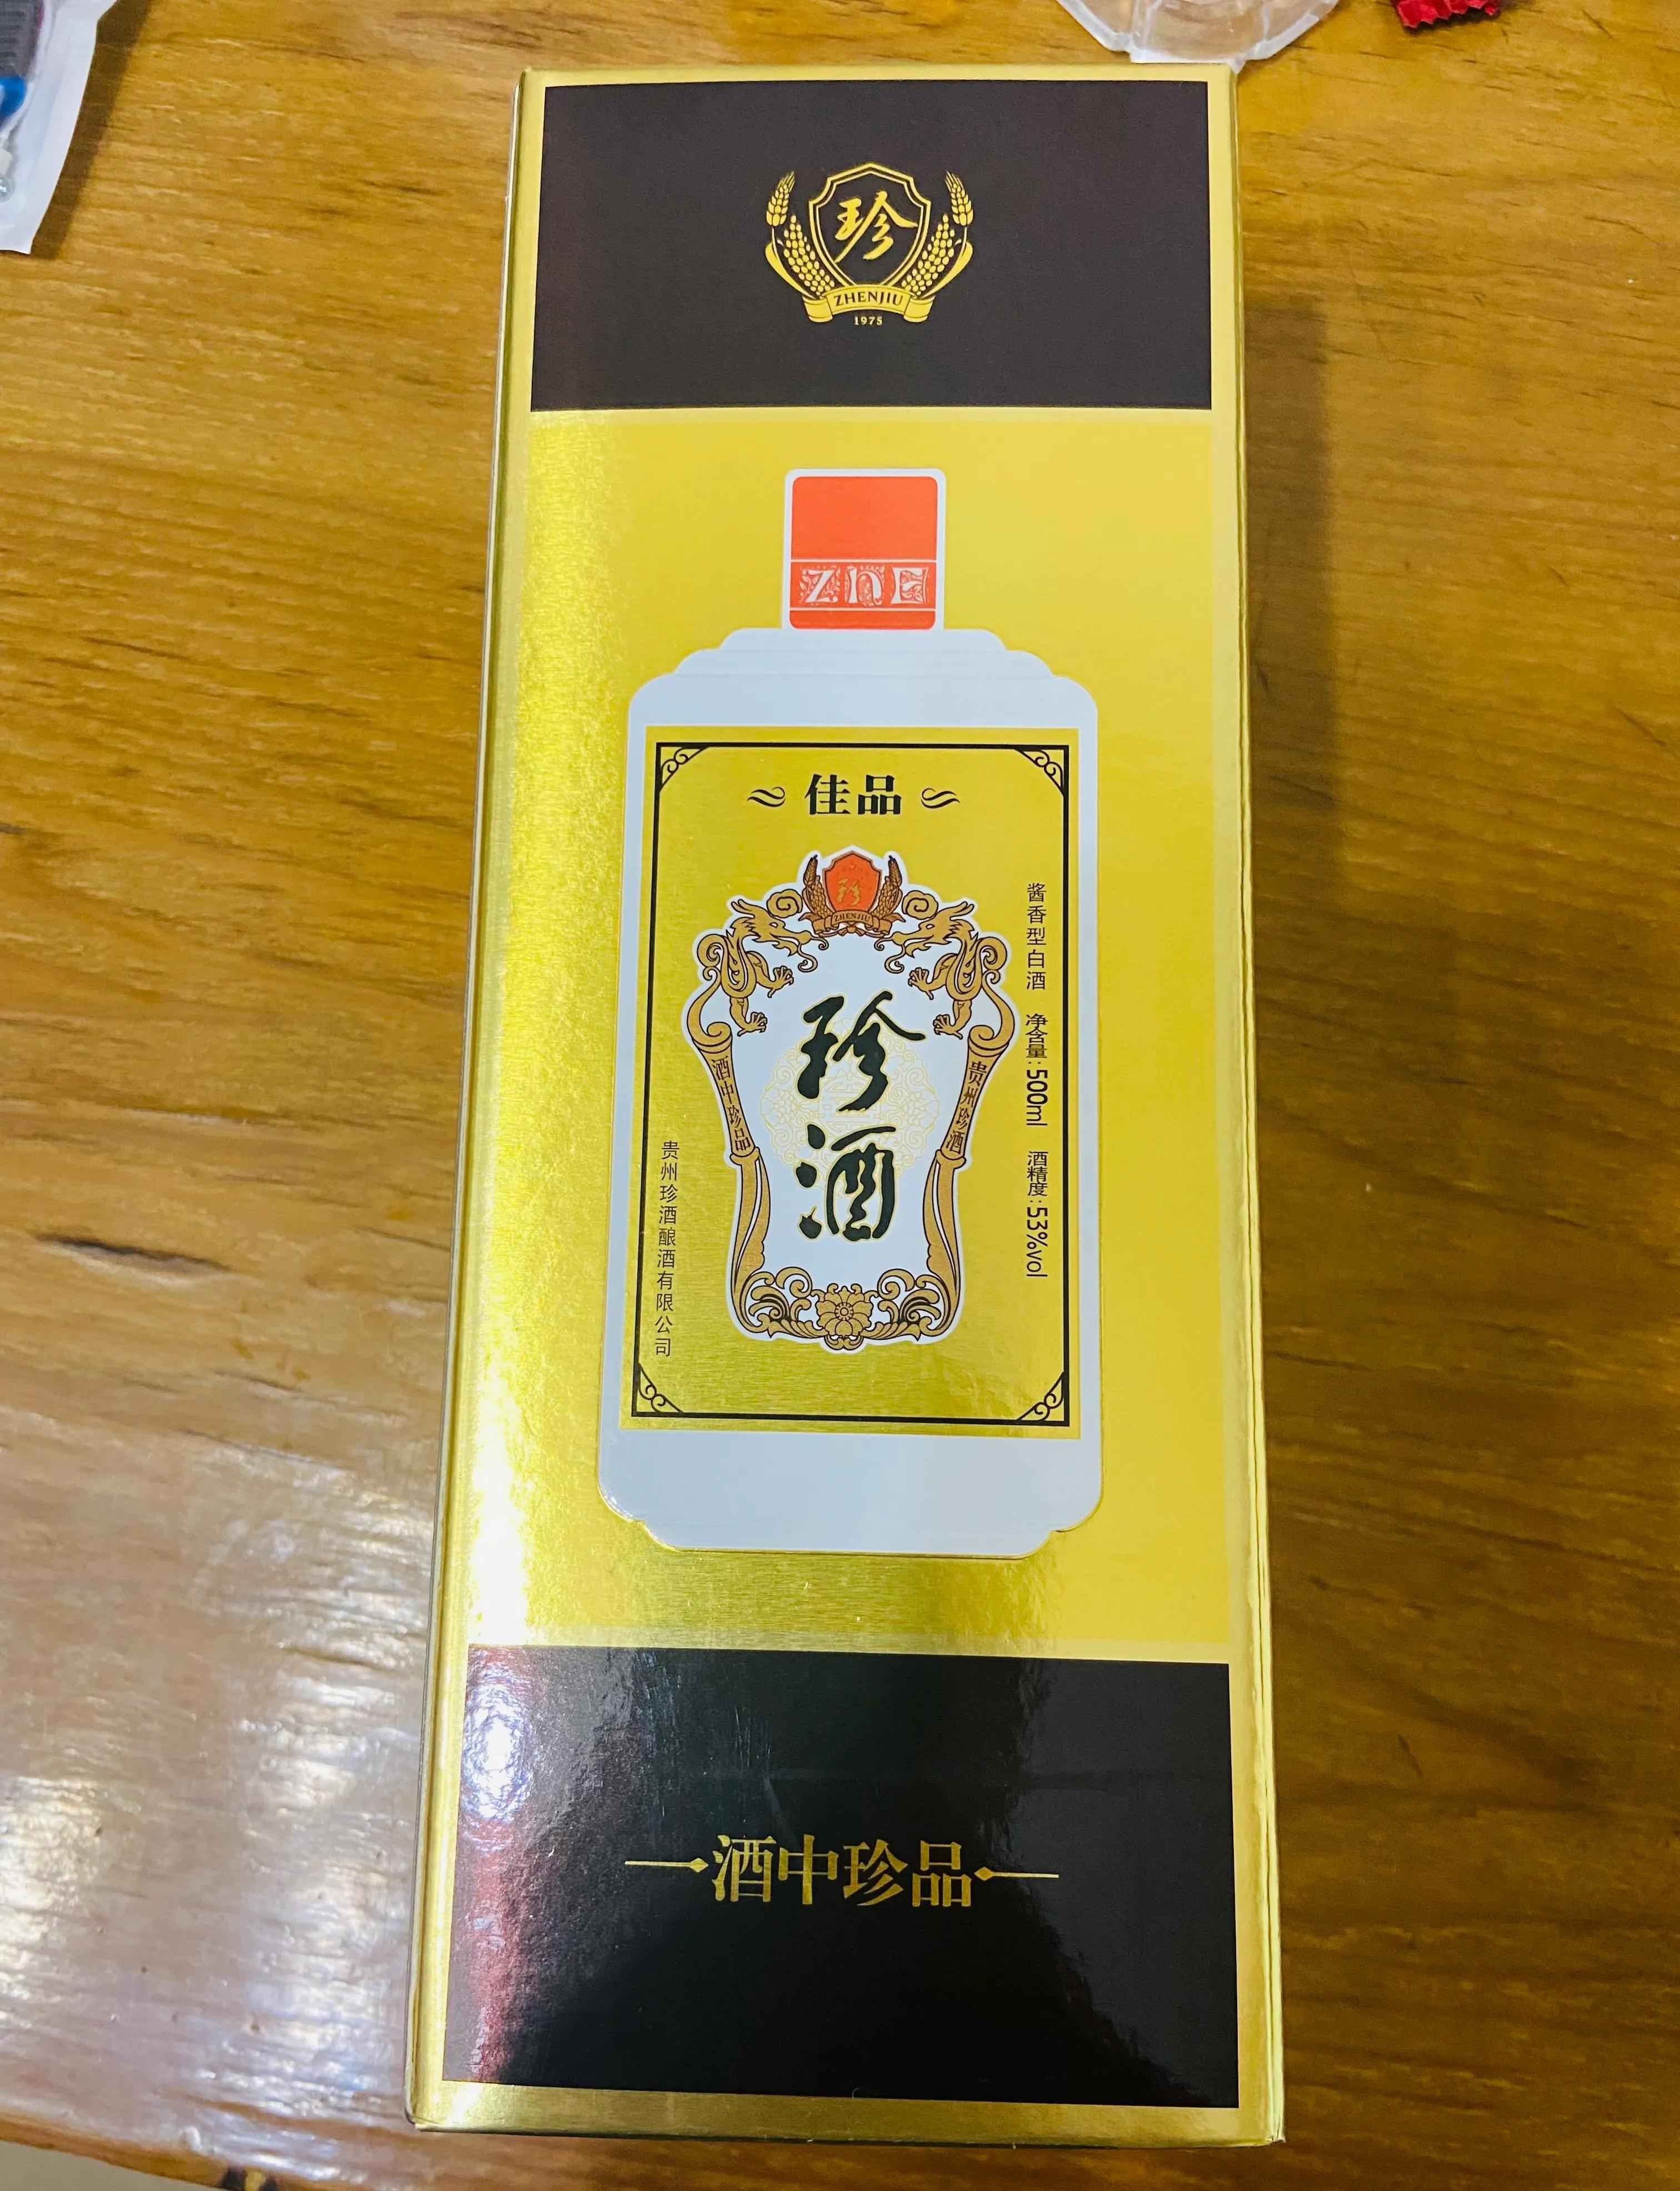 珍
ZHENJIU
1975
ZhE
佳品
珍
ZHENJIU
酱香型白酒 净含量:500ml 酒精度:53%vol
贵州珍酒
珍酒
酒中珍品
贵州珍酒酿酒有限公司
酒中珍品